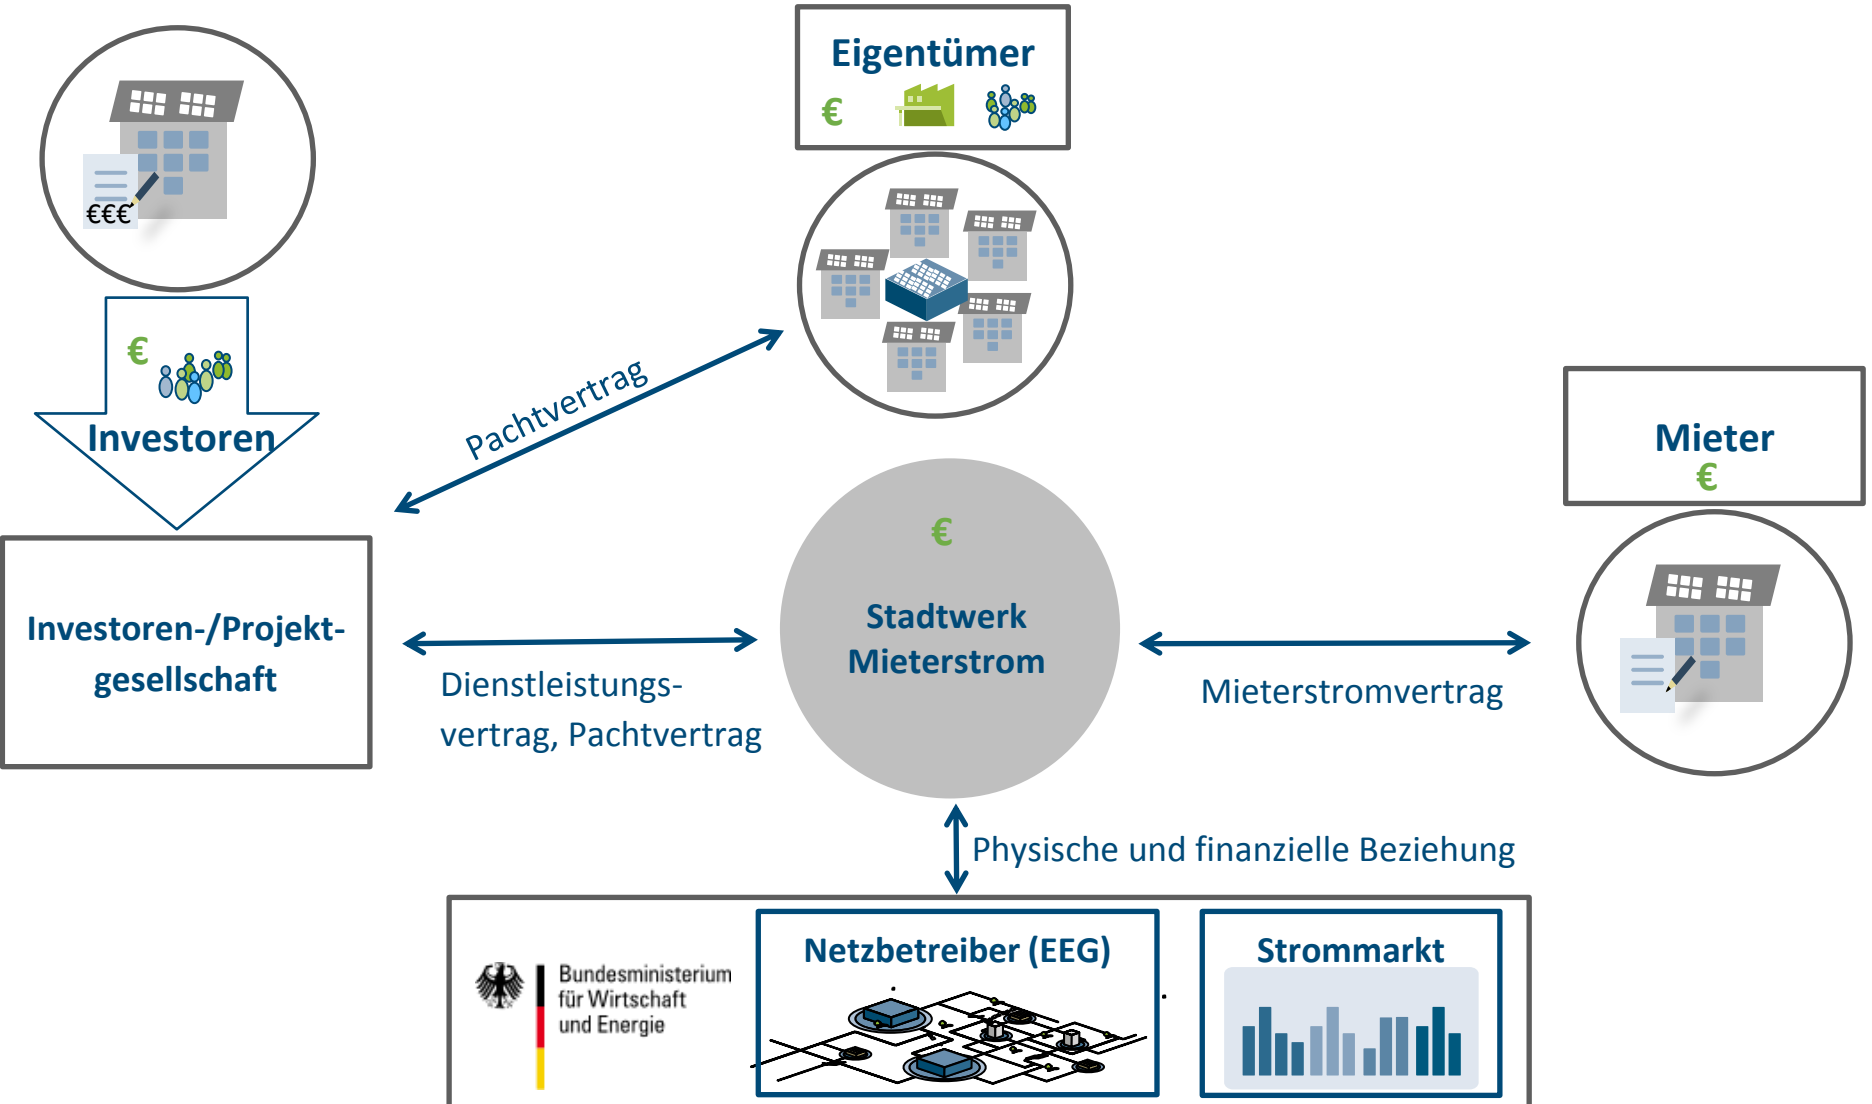 Eigentümer
€
€€€
€
Investoren
Pachtvertrag
Mieter
€
Investoren-/Projekt-
gesellschaft
€
Stadtwerk
Mieterstrom
Dienstleistungs-
vertrag, Pachtvertrag
Mieterstromvertrag
Physische und finanzielle Beziehung
Bundesministerium
für Wirtschaft
und Energie
Netzbetreiber (EEG)
Strommarkt